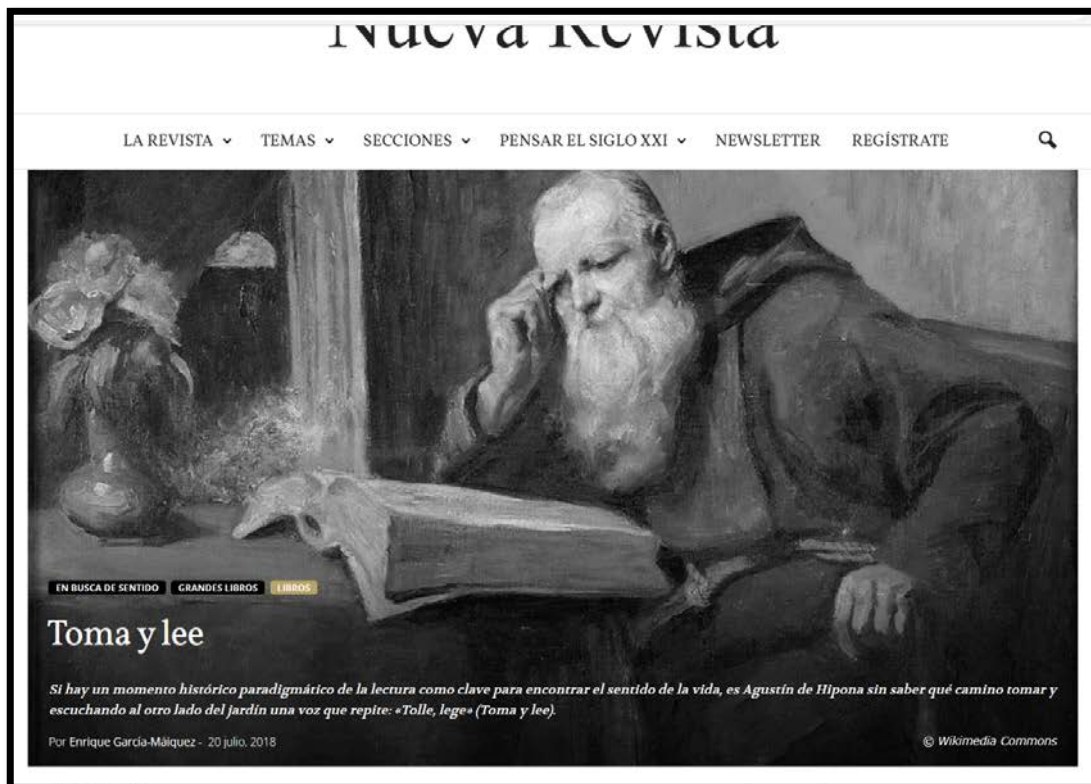 Nueva Revista
LA REVISTA TEMAS SECCIONES PENSAR EL SIGLO XXI NEWSLETTER REGÍSTRATE
EN BUSCA DE SENTIDO GRANDES LIBROS LIBROS
Toma y lee
Si hay un momento histórico paradigmático de la lectura como clave para encontrar el sentido de la vida, es Agustín de Hipona sin saber qué camino tomar y
escuchando al otro lado del jardín una voz que repite: «Tolle, lege» (Toma y lee).
Por Enrique García-Máiquez - 20 julio, 2018
© Wikimedia Commons